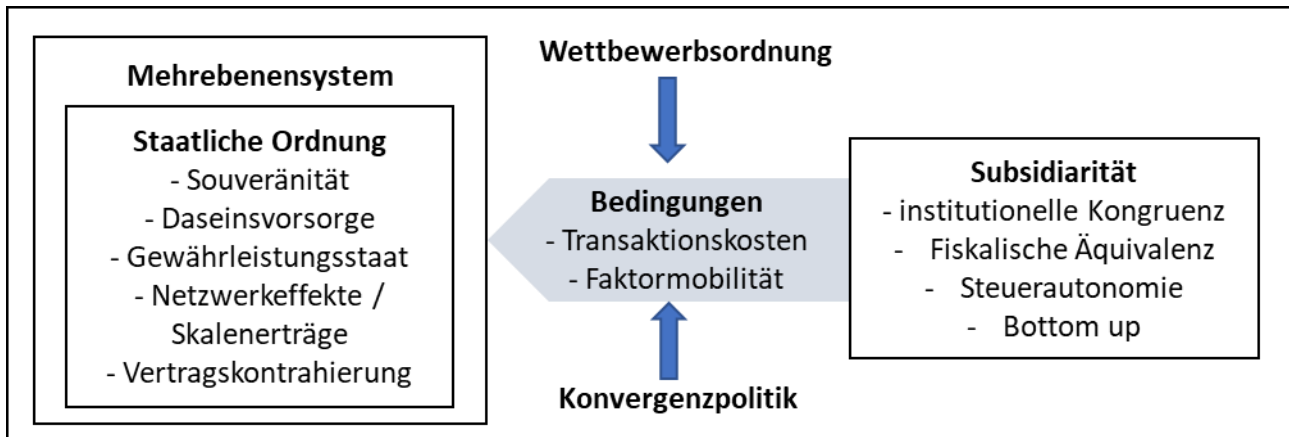 Mehrebenensystem
Staatliche Ordnung
- Souveränität
- Daseinsvorsorge
- Gewährleistungsstaat
- Netzwerkeffekte /
Skalenerträge
- Vertragskontrahierung
Wettbewerbsordnung
Bedingungen
- Transaktionskosten
- Faktormobilität
Konvergenzpolitik
Subsidiarität
- institutionelle Kongruenz
- Fiskalische Äquivalenz
- Steuerautonomie
- Bottom up